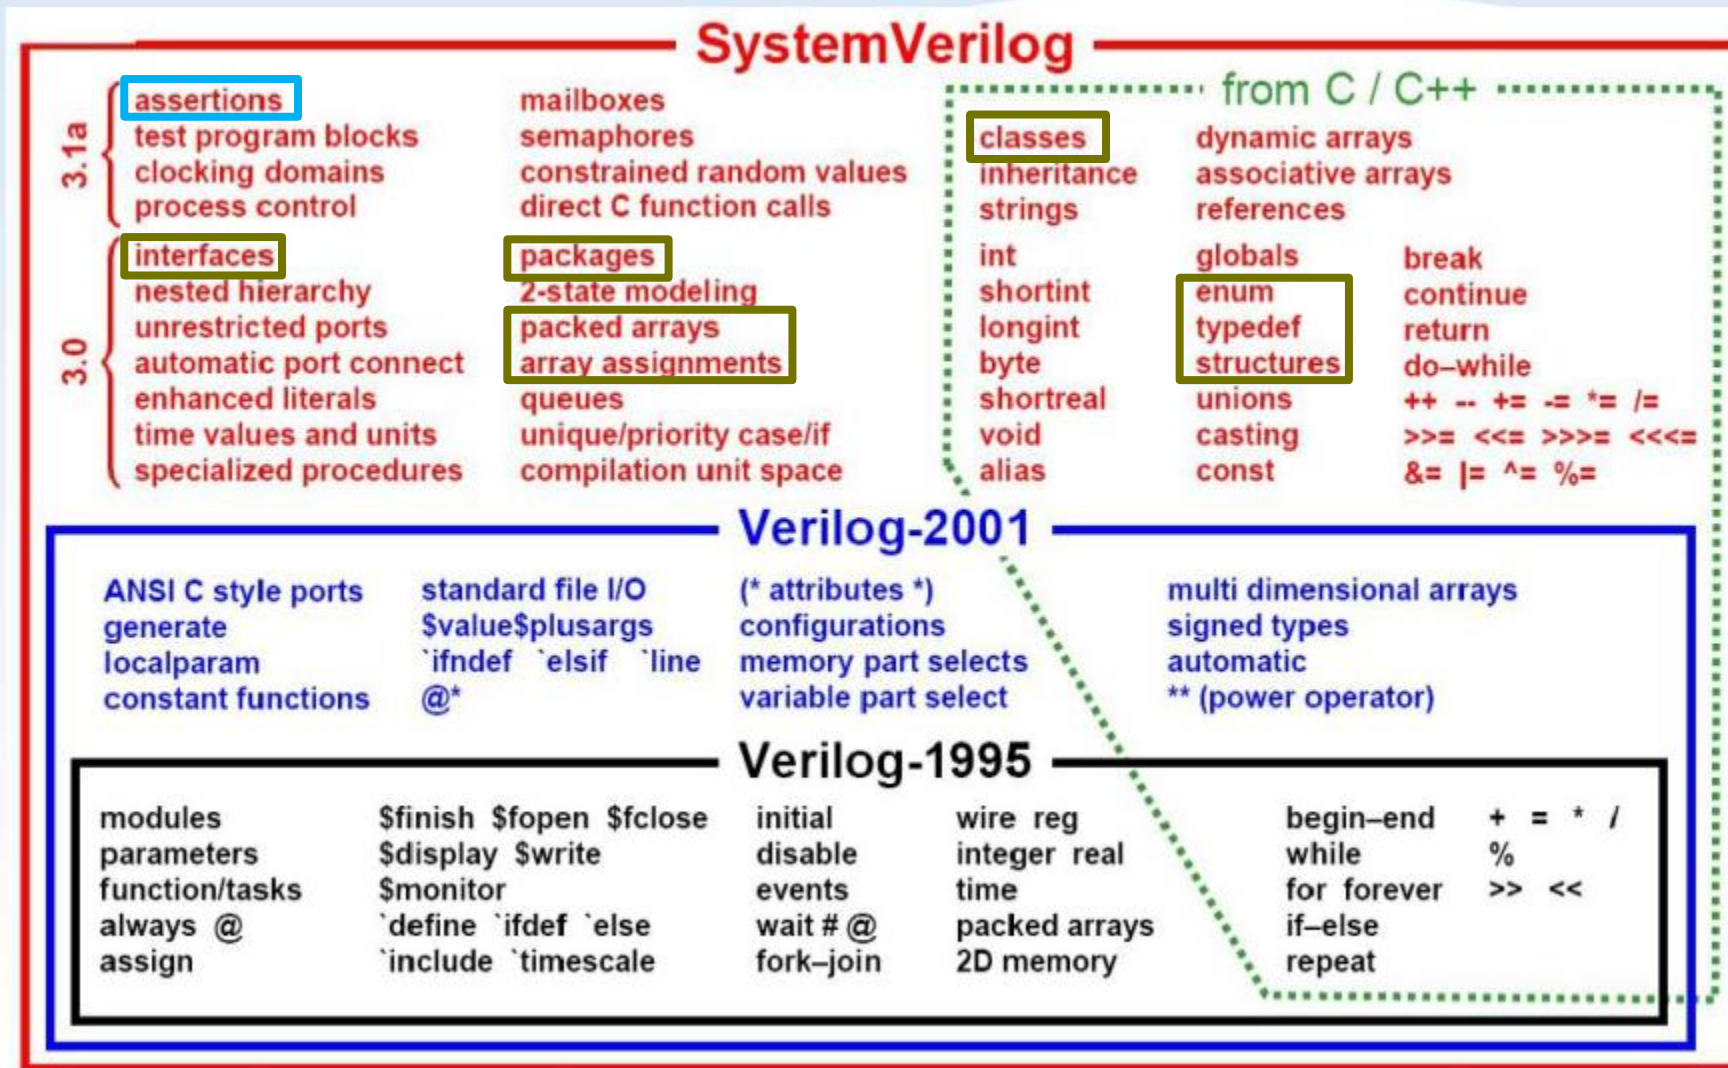 SystemVerilog
from C / C++
3.1a
assertions
test program blocks
clocking domains
process control
mailboxes
semaphores
constrained random values
direct C function calls
classes
inheritance
strings
dynamic arrays
associative arrays
references
3.0
interfaces
nested hierarchy
unrestricted ports
automatic port connect
enhanced literals
time values and units
specialized procedures
packages
2-state modeling
packed arrays
array assignments
queues
unique/priority case/if
compilation unit space
int
shortint
longint
byte
shortreal
void
alias
globals
enum
typedef
structures
unions
casting
const
break
continue
return
do–while
++ -- += -= *= /=
>>= <<= >>>= <<<=
&= |= ^= %=
Verilog-2001
ANSI C style ports
generate
localparam
constant functions
standard file I/O
$value$plusargs
`ifndef `elsif `line
@*
(* attributes *)
configurations
memory part selects
variable part select
multi dimensional arrays
signed types
automatic
** (power operator)
Verilog-1995
modules
parameters
function/tasks
always @
assign
$finish $fopen $fclose
$display $write
$monitor
`define `ifdef `else
`include `timescale
initial
disable
events
wait # @
fork–join
wire reg
integer real
time
packed arrays
2D memory
begin–end
while
for forever
if–else
repeat
+ = * /
%
>> <<